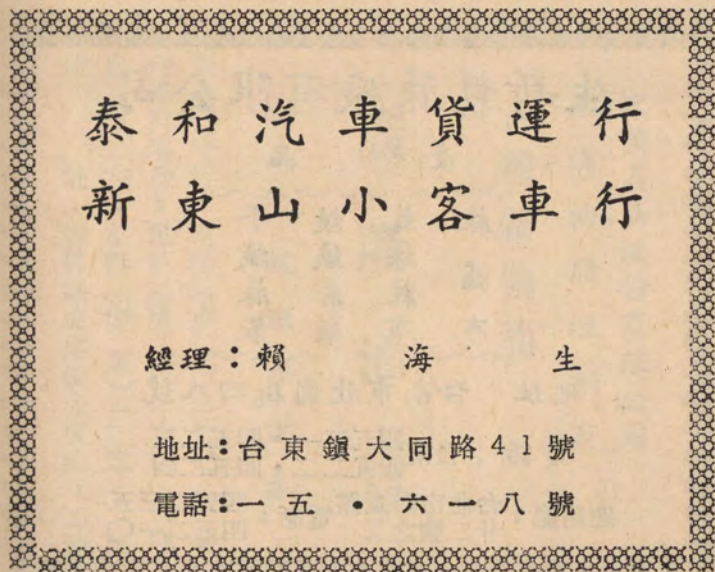 泰和汽車貨運行
新東山小客車行
經理：賴海生
地址：台東鎮大同路41號
電話：一五·六一八號